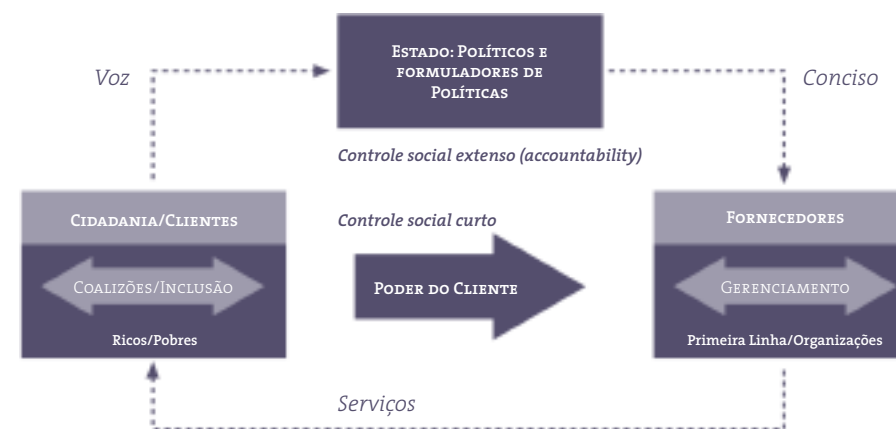 Estado: Políticos e
formuladores de
Políticas
Voz
Conciso
Controle social extenso (accountability)
Cidadania/Clientes
Controle social curto
Fornecedores
Coalizões/Inclusão
Poder do Cliente
Gerenciamento
Ricos/Pobres
Primeira Linha/Organizações
Serviços